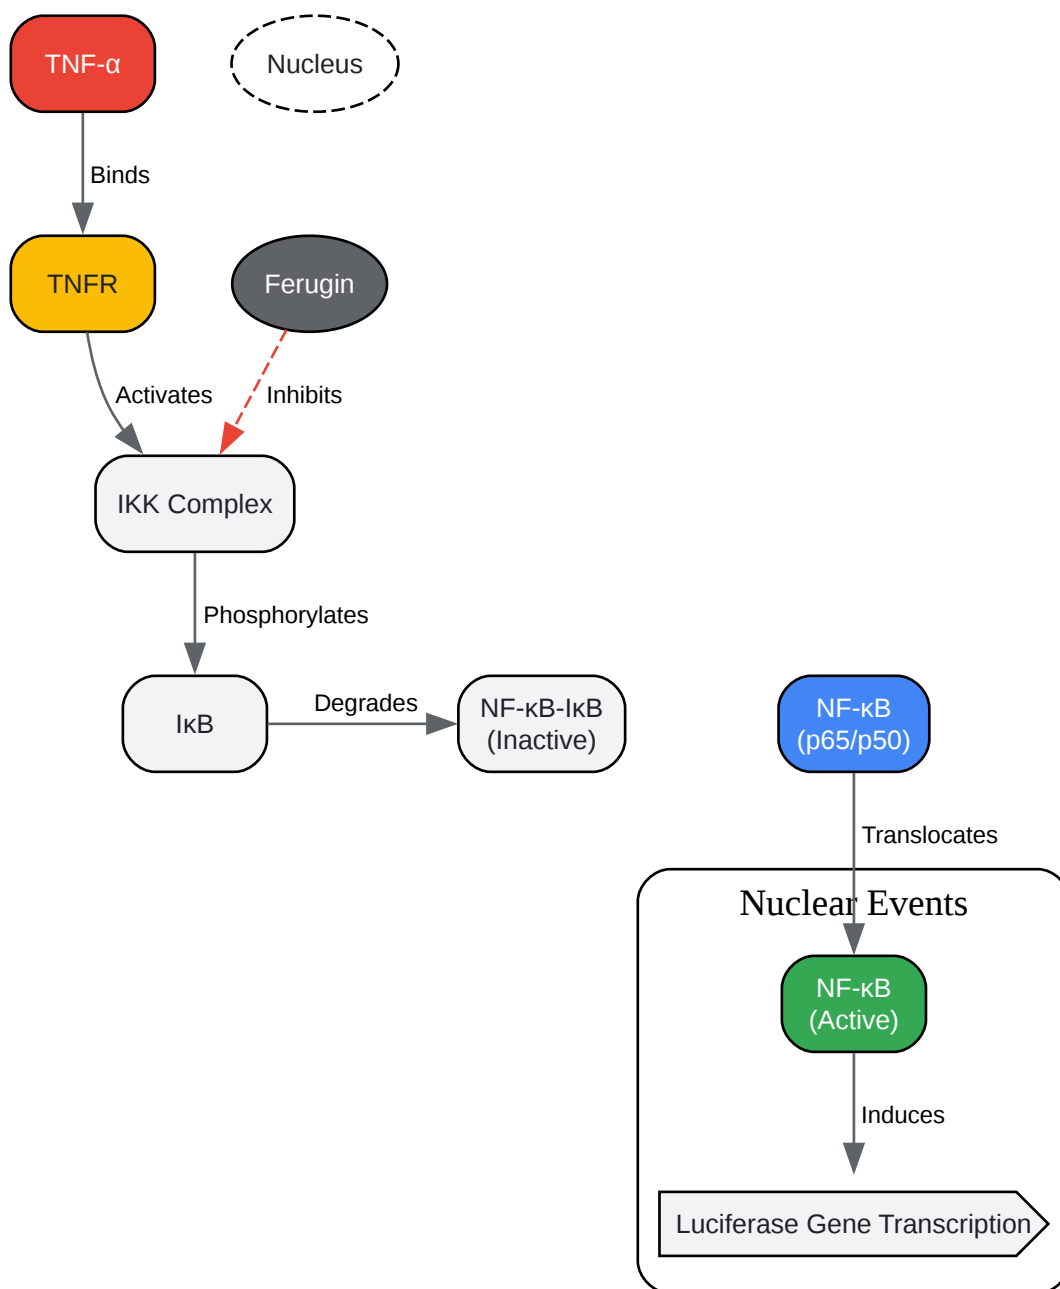 TNF-α
Nucleus
Binds
TNFR
Ferugin
Activates
Inhibits
IKK Complex
Phosphorylates
IκB
Degrades
NF-κB-IκB
(Inactive)
NF-κB
(p65/p50)
Translocates
Nuclear Events
NF-κB
(Active)
Induces
Luciferase Gene Transcription